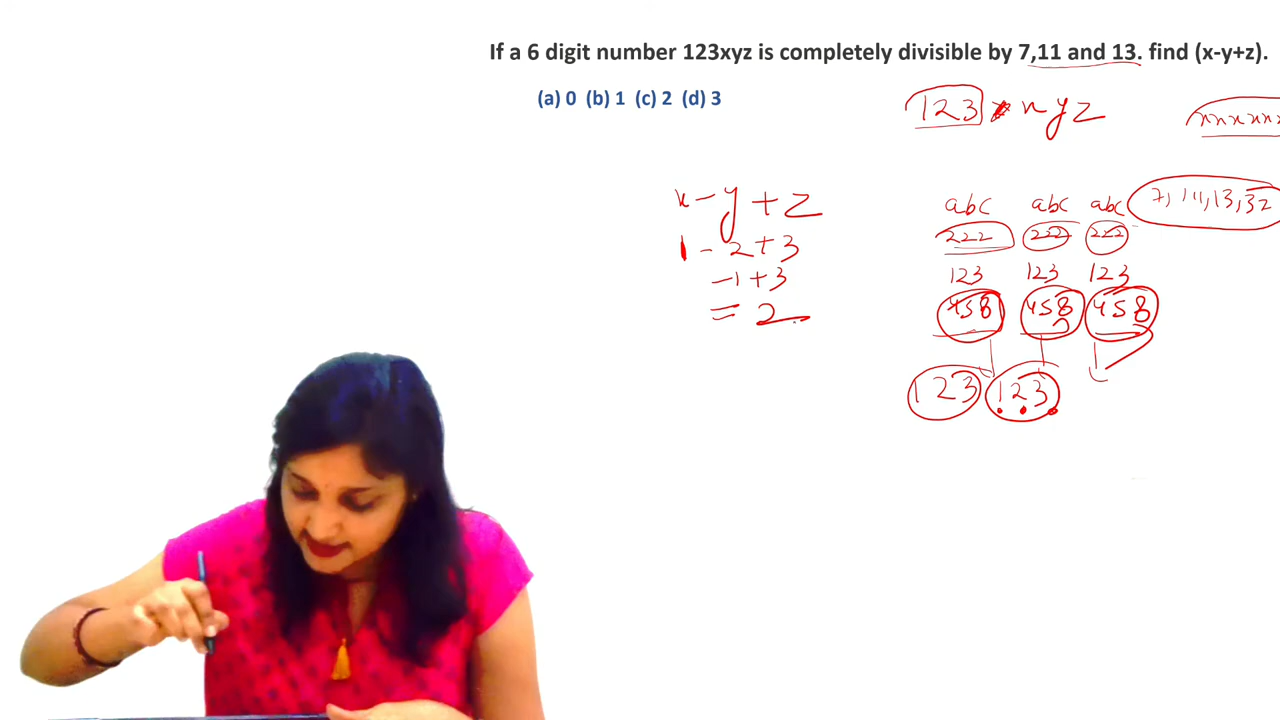 If a 6 digit number 123xyz is completely divisible by 7,11 and 13. find (x-y+z).
(a) 0 (b) 1 (c) 2 (d) 3
123 x y z
x - y + z
1 - 2 + 3
-1 + 3
= 2
abc abc abc
222 222 222
123 123 123
458 458 458
123 123